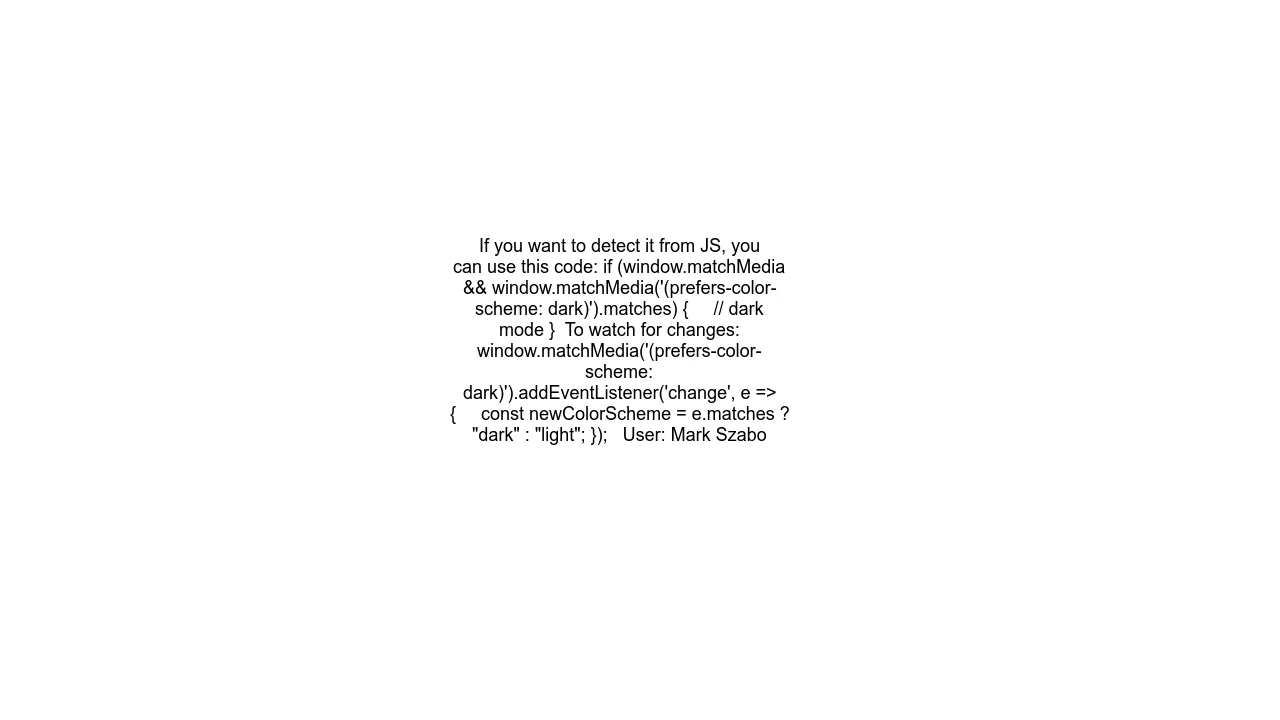 If you want to detect it from JS, you
can use this code: if (window.matchMedia
&& window.matchMedia('(prefers-color-
scheme: dark)').matches) {     // dark
mode }  To watch for changes:
window.matchMedia('(prefers-color-
scheme:
dark)').addEventListener('change', e =>
{     const newColorScheme = e.matches ?
"dark" : "light"; });   User: Mark Szabo